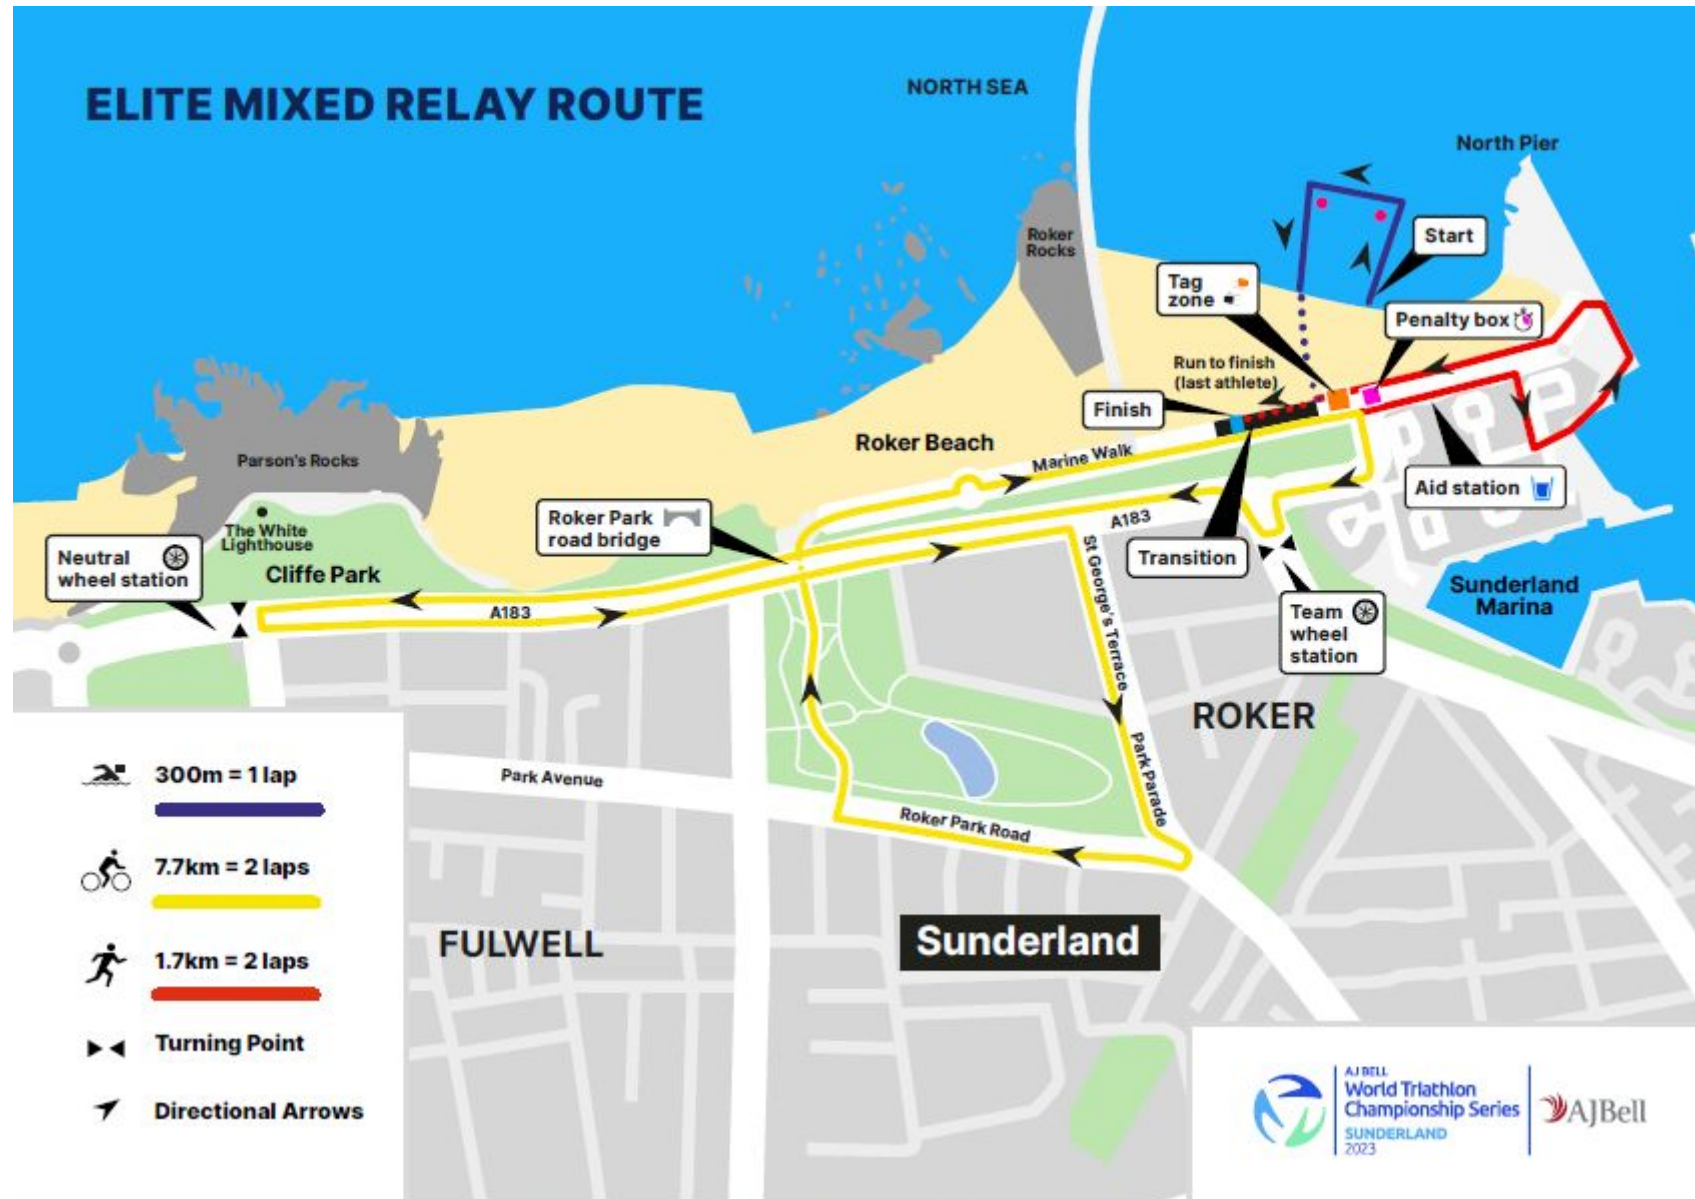 ELITE MIXED RELAY ROUTE
NORTH SEA
North Pier
Roker
Rocks
Start
Tag
zone
Penalty box
Run to finish
(last athlete)
Finish
Roker Beach
Marine Walk
Parson's Rocks
Aid station
The White
Lighthouse
Roker Park
road bridge
A183
Neutral
wheel station
Cliffe Park
Transition
Sunderland
Marina
A183
St George's Terrace
Team
wheel
station
ROKER
Park Parade
Park Avenue
Roker Park Road
300m = 1 lap
7.7km = 2 laps
1.7km = 2 laps
Turning Point
Directional Arrows
FULWELL
Sunderland
AJ BELL
World Triathlon
Championship Series
SUNDERLAND
2023
AJBell